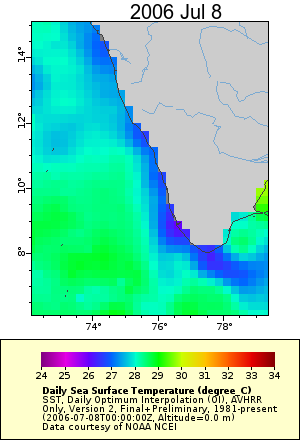 2006 Jul 8
14°
12°
10°
8°
74° 76° 78°
24 25 26 27 28 29 30 31 32 33 34
Daily Sea Surface Temperature (degree_C)
SST, Daily Optimum Interpolation (OI), AVHRR
Only, Version 2, Final+Preliminary, 1981-present
(2006-07-08T00:00:00Z, Altitude=0.0 m)
Data courtesy of NOAA NCEI